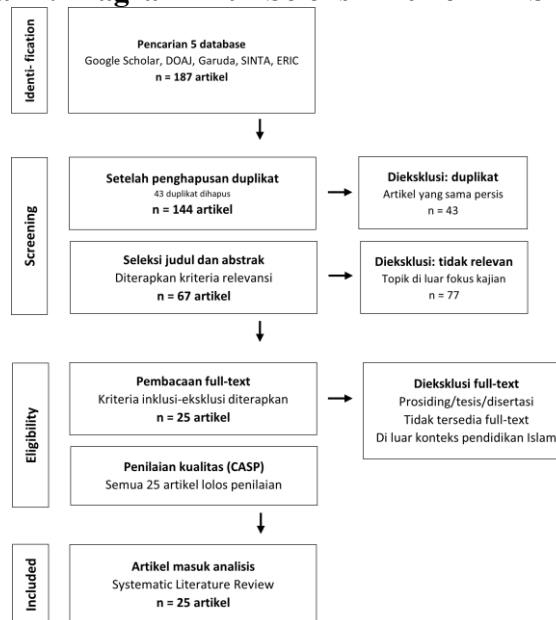 Identi- fication
Pencarian 5 database
Google Scholar, DOAJ, Garuda, SINTA, ERIC
n = 187 artikel
Screening
Setelah penghapusan duplikat
43 duplikat dihapus
n = 144 artikel
Dieksklusi: duplikat
Artikel yang sama persis
n = 43
Seleksi judul dan abstrak
Diterapkan kriteria relevansi
n = 67 artikel
Dieksklusi: tidak relevan
Topik di luar fokus kajian
n = 77
Eligibility
Pembacaan full-text
Kriteria inklusi-eksklusi diterapkan
n = 25 artikel
Dieksklusi full-text
Prosiding/tesis/disertasi
Tidak tersedia full-text
Di luar konteks pendidikan Islam
Penilaian kualitas (CASP)
Semua 25 artikel lolos penilaian
Included
Artikel masuk analisis
Systematic Literature Review
n = 25 artikel